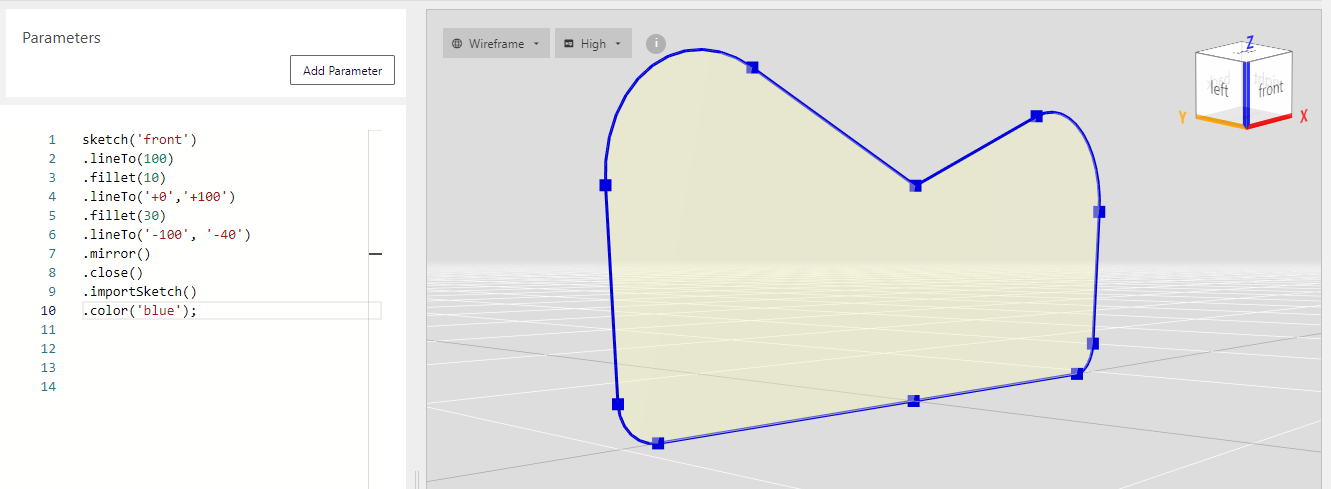 Parameters
Add Parameter
1 sketch('front')
2 .lineTo(100)
3 .fillet(10)
4 .lineTo('+0','+100')
5 .fillet(30)
6 .lineTo('-100', '-40')
7 .mirror()
8 .close()
9 .importSketch()
10 .color('blue');
11
12
13
14
Wireframe
HD High
i
Z
left
front
Y
X